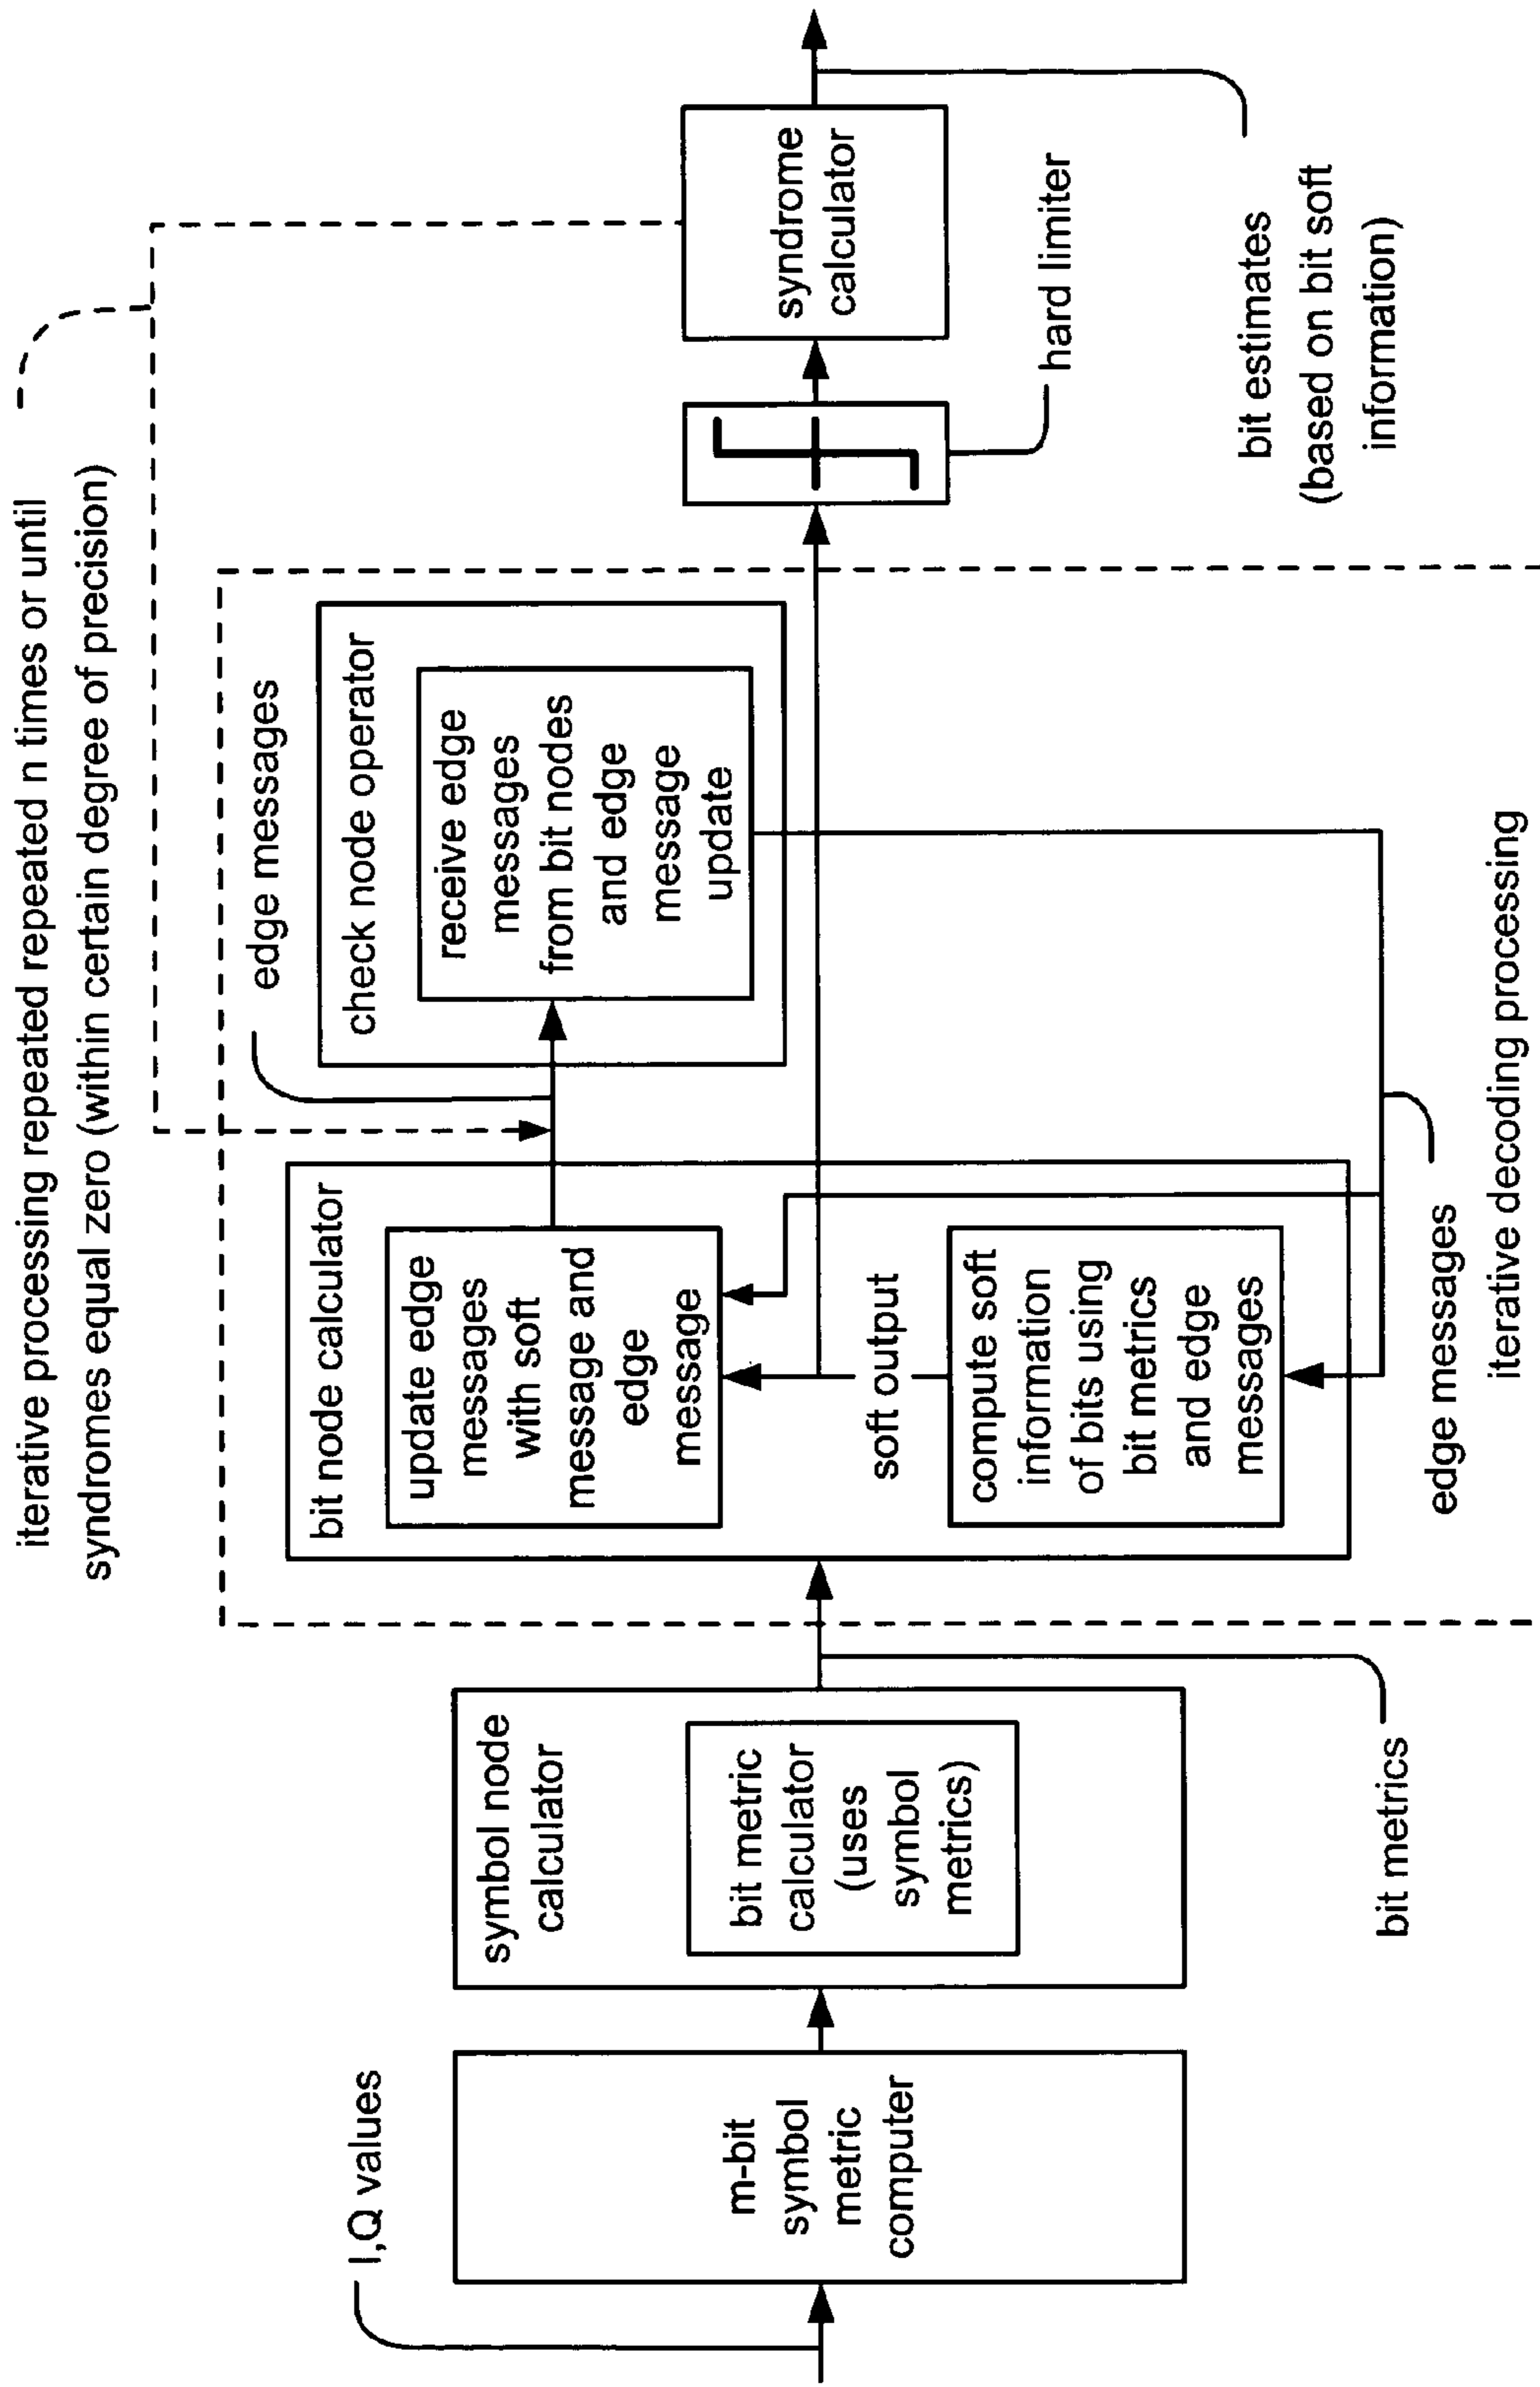 iterative processing repeated repeated n times or until
syndromes equal zero (within certain degree of precision)
I,Q values
m-bit
symbol
metric
computer
symbol node
calculator
bit metric
calculator
(uses
symbol
metrics)
bit metrics
bit node calculator
update edge
messages
with soft
message and
edge
message
soft output
compute soft
information
of bits using
bit metrics
and edge
messages
edge messages
edge messages
check node operator
receive edge
messages
from bit nodes
and edge
message
update
iterative decoding processing
hard limiter
syndrome
calculator
bit estimates
(based on bit soft
information)